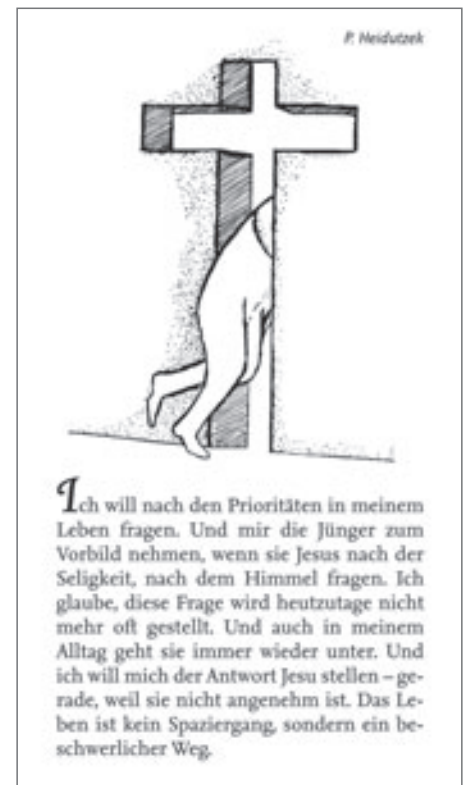 P. Heidutzek
Ich will nach den Prioritäten in meinem
Leben fragen. Und mir die Jünger zum
Vorbild nehmen, wenn sie Jesus nach der
Seligkeit, nach dem Himmel fragen. Ich
glaube, diese Frage wird heutzutage nicht
mehr oft gestellt. Und auch in meinem
Alltag geht sie immer wieder unter. Und
ich will mich der Antwort Jesu stellen – ge-
rade, weil sie nicht angenehm ist. Das Le-
ben ist kein Spaziergang, sondern ein be-
schwerlicher Weg.